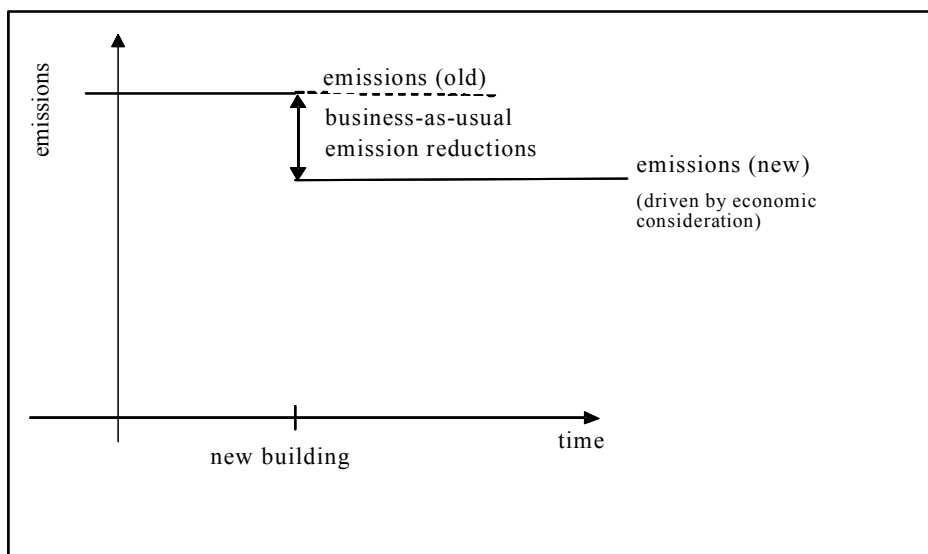 emissions
emissions (old)
business-as-usual
emission reductions
emissions (new)
(driven by economic
consideration)
time
new building